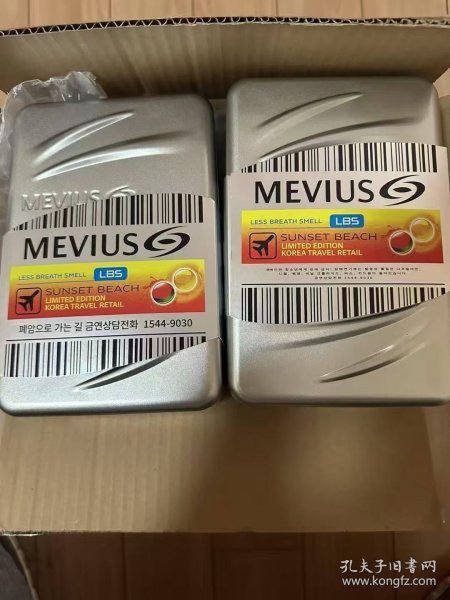 MEVIUS
MEVIUS
LESS BREATH SMELL LBS
SUNSET BEACH
LIMITED EDITION
KOREA TRAVEL RETAIL
폐암으로 가는 길 금연상담전화 1544-9030
MEVIUS
LESS BREATH SMELL LBS
SUNSET BEACH
LIMITED EDITION
KOREA TRAVEL RETAIL
孔夫子旧书网
www.kongfz.com